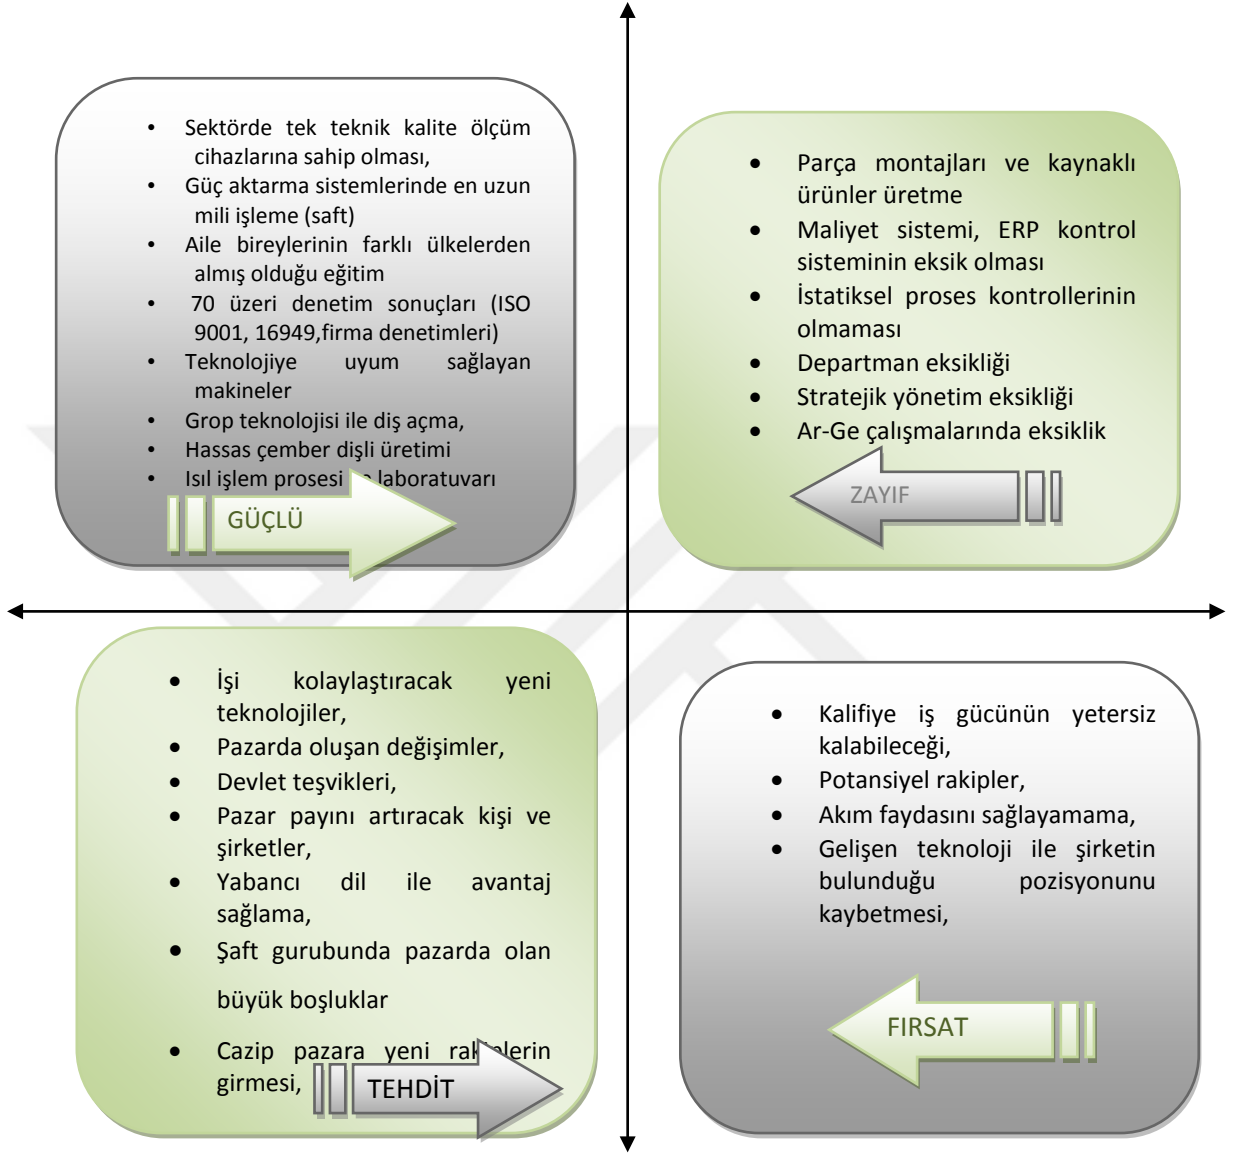 • Sektörde tek teknik kalite ölçüm
cihazlarına sahip olması,
• Güç aktarma sistemlerinde en uzun
mili işleme (saft)
• Aile bireylerinin farklı ülkelerden
almış olduğu eğitim
• 70 üzeri denetim sonuçları (ISO
9001, 16949,firma denetimleri)
• Teknolojiye uyum sağlayan
makineler
• Grop teknolojisi ile diş açma,
• Hassas çember dişli üretimi
• Isıl işlem prosesi laboratuvarı
GÜÇLÜ
• Parça montajları ve kaynaklı
ürünler üretme
• Maliyet sistemi, ERP kontrol
sisteminin eksik olması
• İstatiksel proses kontrollerinin
olmaması
• Departman eksikliği
• Stratejik yönetim eksikliği
• Ar-Ge çalışmalarında eksiklik
ZAYIF
• İşi kolaylaştıracak yeni
teknolojiler,
• Pazarda oluşan değişimler,
• Devlet teşvikleri,
• Pazar payını artıracak kişi ve
şirketler,
• Yabancı dil ile avantaj
sağlama,
• Şaft gurubunda pazarda olan
büyük boşluklar
• Cazip pazara yeni rakiplerin
girmesi,
TEHDİT
• Kalifiye iş gücünün yetersiz
kalabileceği,
• Potansiyel rakipler,
• Akım faydasını sağlayamama,
• Gelişen teknoloji ile şirketin
bulunduğu pozisyonunu
kaybetmesi,
FIRSAT